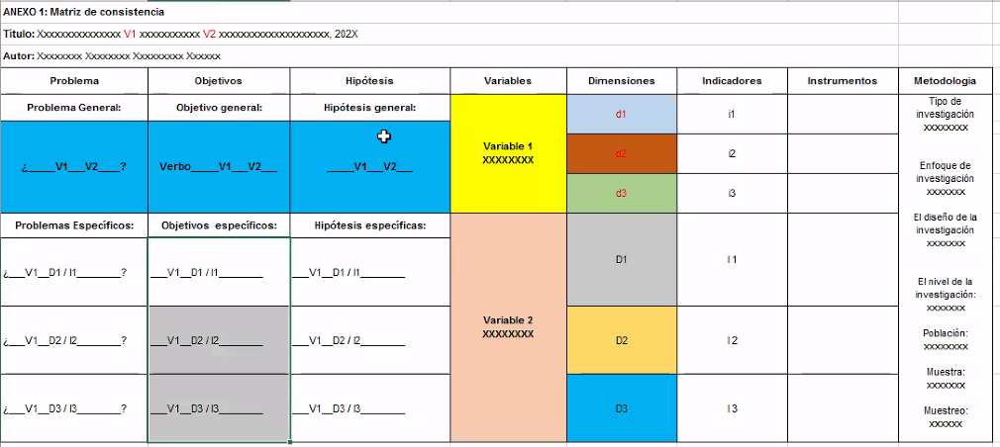 ANEXO 1: Matriz de consistencia
Título: Xxxxxxxxxxxxxxx V1 xxxxxxxxxxx V2 xxxxxxxxxxxxxxxxxxxx, 202X
Autor: Xxxxxxxx Xxxxxxxx Xxxxxxxxx Xxxxxx
Problema Objetivos Hipótesis Variables Dimensiones Indicadores Instrumentos Metodologia
Problema General: Objetivo general: Hipótesis general:
¿_____V1___V2____? Verbo_____V1___V2___ _____V1___V2___
Variable 1
XXXXXXXX
d1 i1
d2 i2
d3 i3
Problemas Específicos: Objetivos específicos: Hipótesis específicas:
¿___V1__D1 / I1________? ___V1__D1 / I1________ ___V1__D1 / I1________
¿___V1__D2 / I2________? ___V1__D2 / I2________ ___V1__D2 / I2________
¿___V1__D3 / I3________? ___V1__D3 / I3________ ___V1__D3 / I3________
Variable 2
XXXXXXXX
D1 I 1
D2 I 2
D3 I 3
Tipo de
investigación
xxxxxxxx
Enfoque de
investigación
xxxxxxx
El diseño de la
investigación
xxxxxxx
El nivel de la
investigación:
xxxxxxx
Población:
xxxxxxxx
Muestra:
xxxxxxx
Muestreo:
xxxxxx